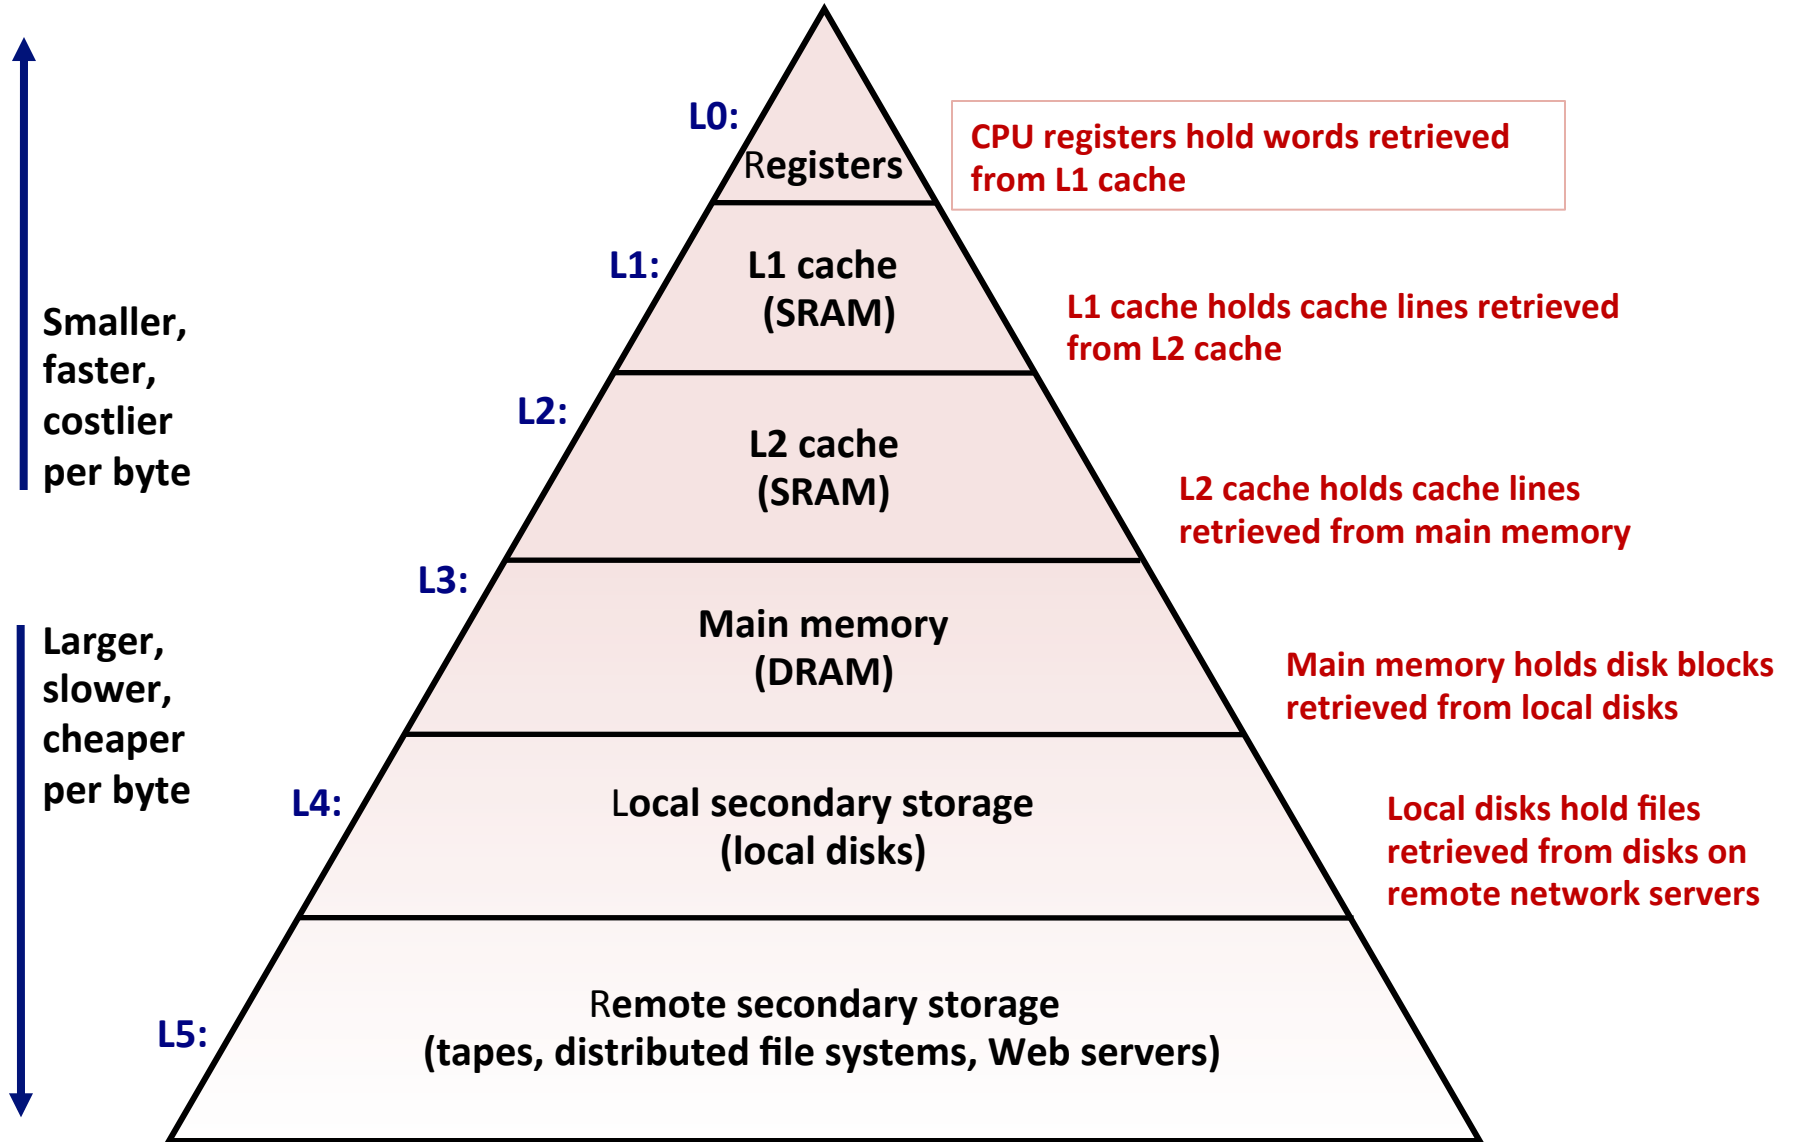 L0:
Registers
CPU registers hold words retrieved
from L1 cache
L1:
L1 cache
(SRAM)
L1 cache holds cache lines retrieved
from L2 cache
Smaller,
faster,
costlier
per byte
L2:
L2 cache
(SRAM)
L2 cache holds cache lines
retrieved from main memory
L3:
Main memory
(DRAM)
Main memory holds disk blocks
retrieved from local disks
Larger,
slower,
cheaper
per byte
L4:
Local secondary storage
(local disks)
Local disks hold files
retrieved from disks on
remote network servers
L5:
Remote secondary storage
(tapes, distributed file systems, Web servers)